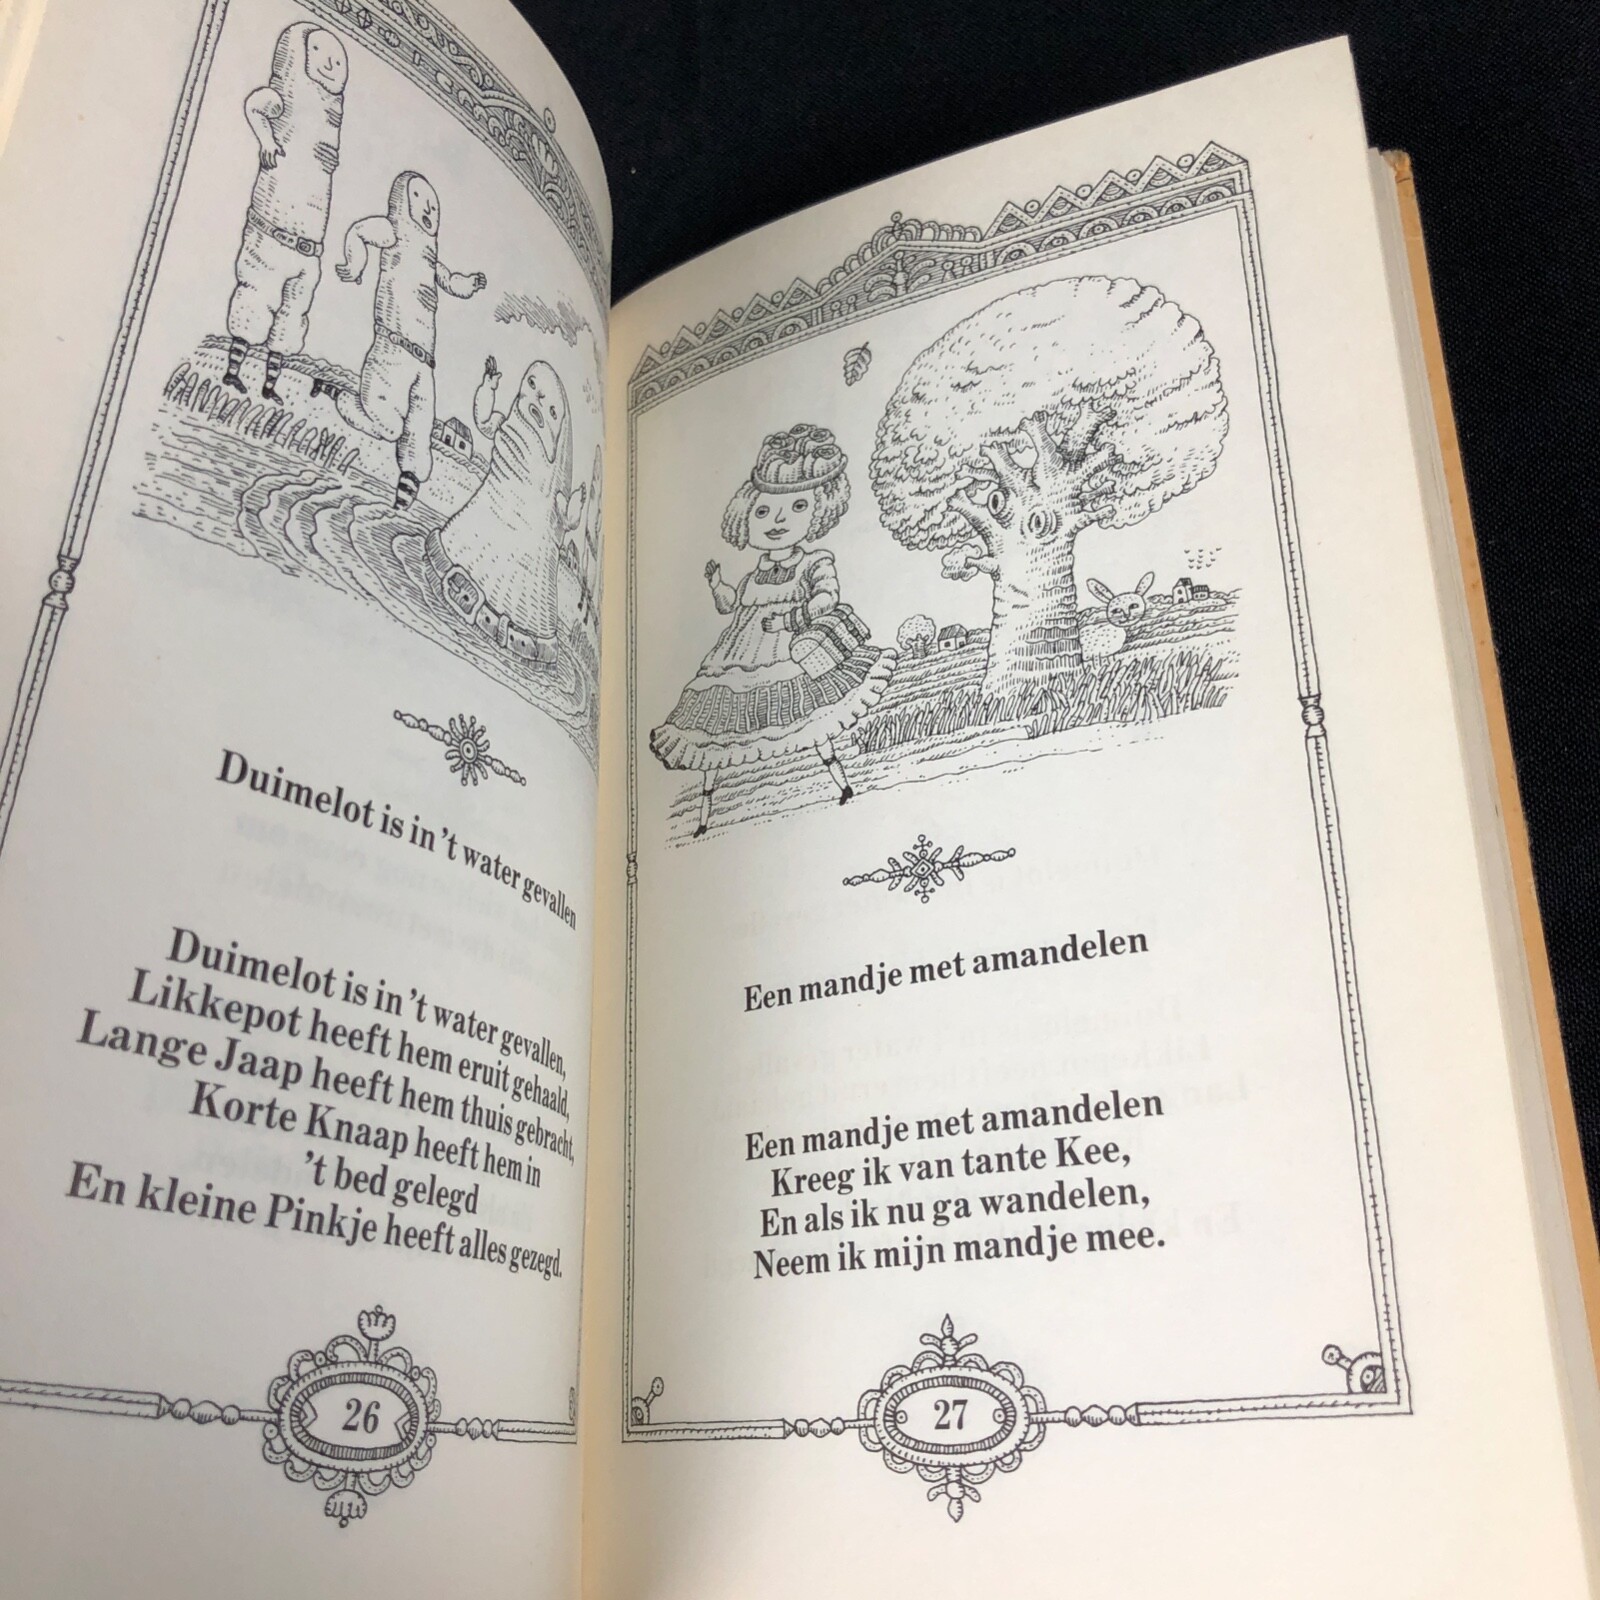 Duimelot is in 't water gevallen
Duimelot is in 't water gevallen,
Likkepot heeft hem eruit gehaald,
Lange Jaap heeft hem thuis gebracht,
Korte Knaap heeft hem in
't bed gelegd
En kleine Pinkje heeft alles gezegd.
26
Een mandje met amandelen
Een mandje met amandelen
Kreeg ik van tante Kee,
En als ik nu ga wandelen,
Neem ik mijn mandje mee.
27